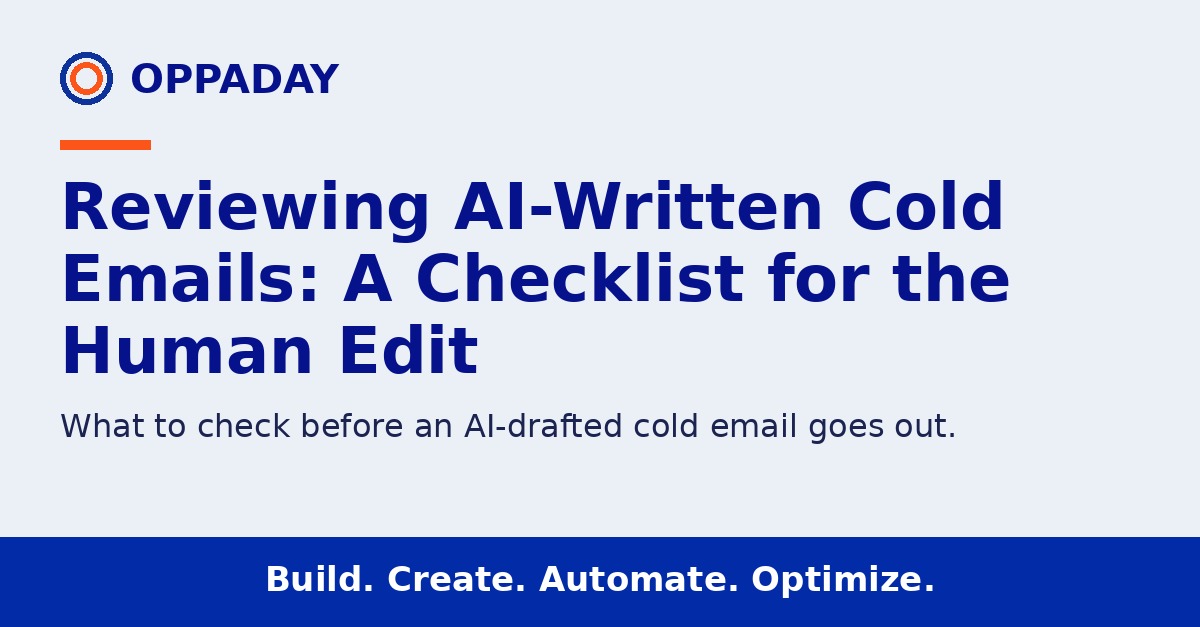 OPPADAY
Reviewing AI-Written Cold
Emails: A Checklist for the
Human Edit
What to check before an AI-drafted cold email goes out.
Build. Create. Automate. Optimize.